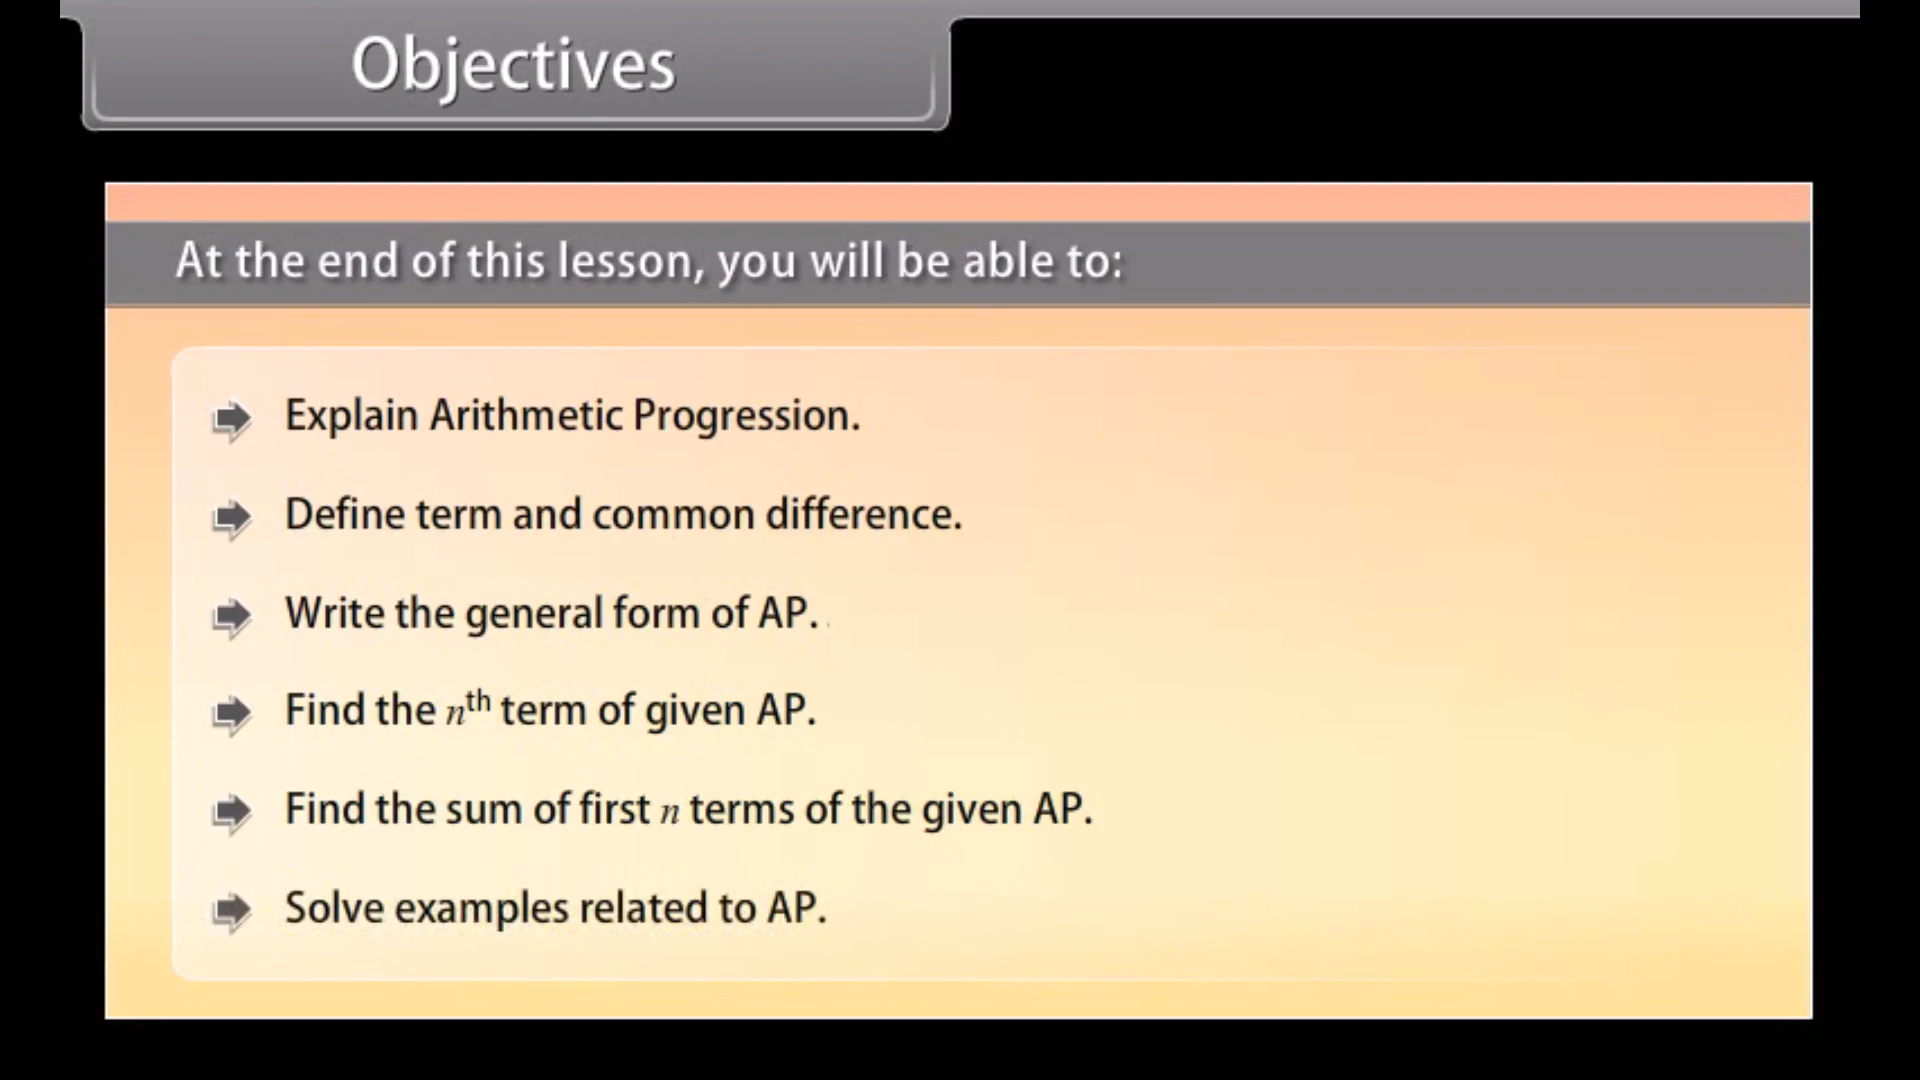 Objectives
At the end of this lesson, you will be able to:
Explain Arithmetic Progression.
Define term and common difference.
Write the general form of AP.
Find the nth term of given AP.
Find the sum of first n terms of the given AP.
Solve examples related to AP.